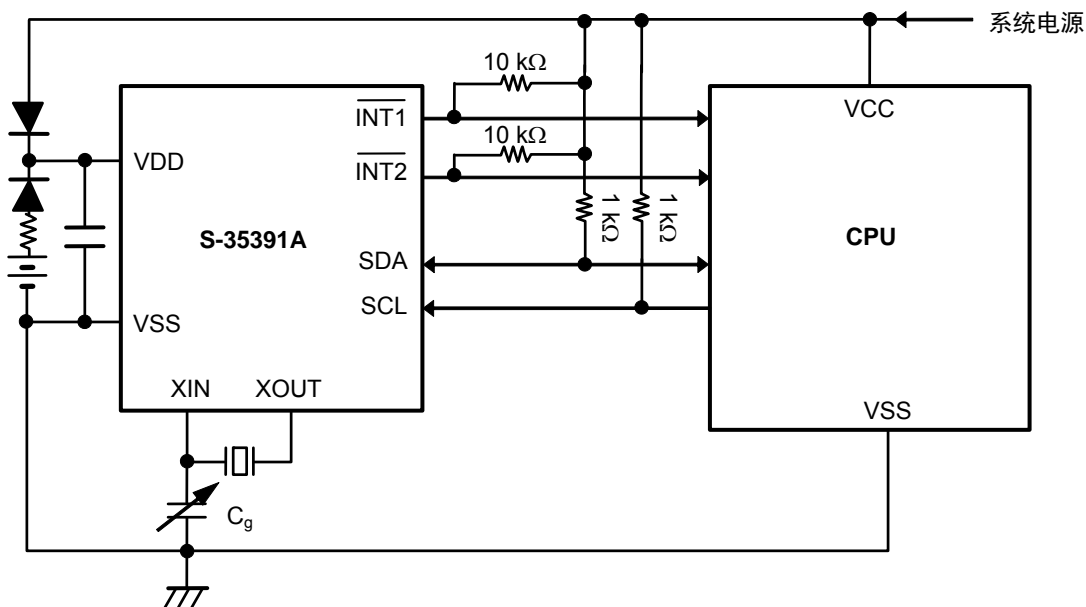 系统电源
10 kΩ
INT1
VCC
10 kΩ
VDD
INT2
1 kΩ
1 kΩ
S-35391A
CPU
SDA
SCL
VSS
XIN XOUT
VSS
Cg